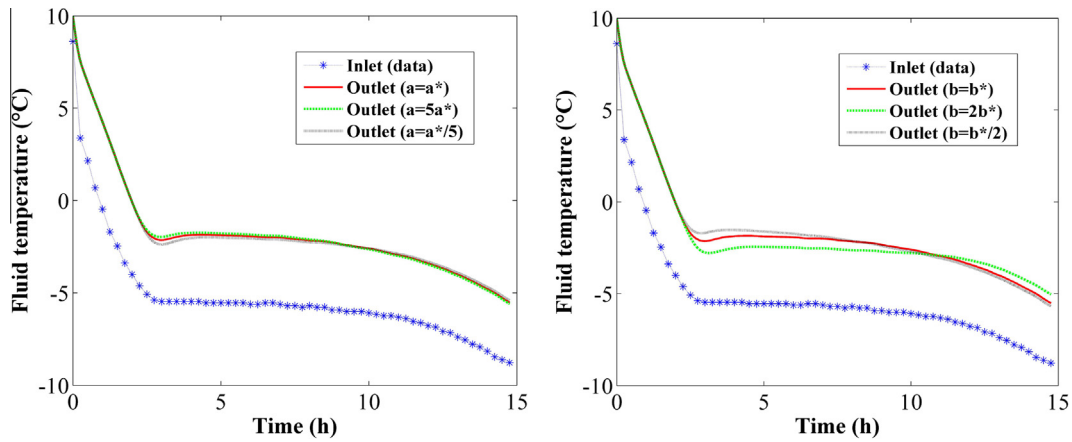 10
5
0
-5
-10
0
5
10
15
Fluid temperature (°C)
Time (h)
Inlet (data)
Outlet (a=a*)
Outlet (a=5a*)
Outlet (a=a*/5)
10
5
0
-5
-10
0
5
10
15
Fluid temperature (°C)
Time (h)
Inlet (data)
Outlet (b=b*)
Outlet (b=2b*)
Outlet (b=b*/2)